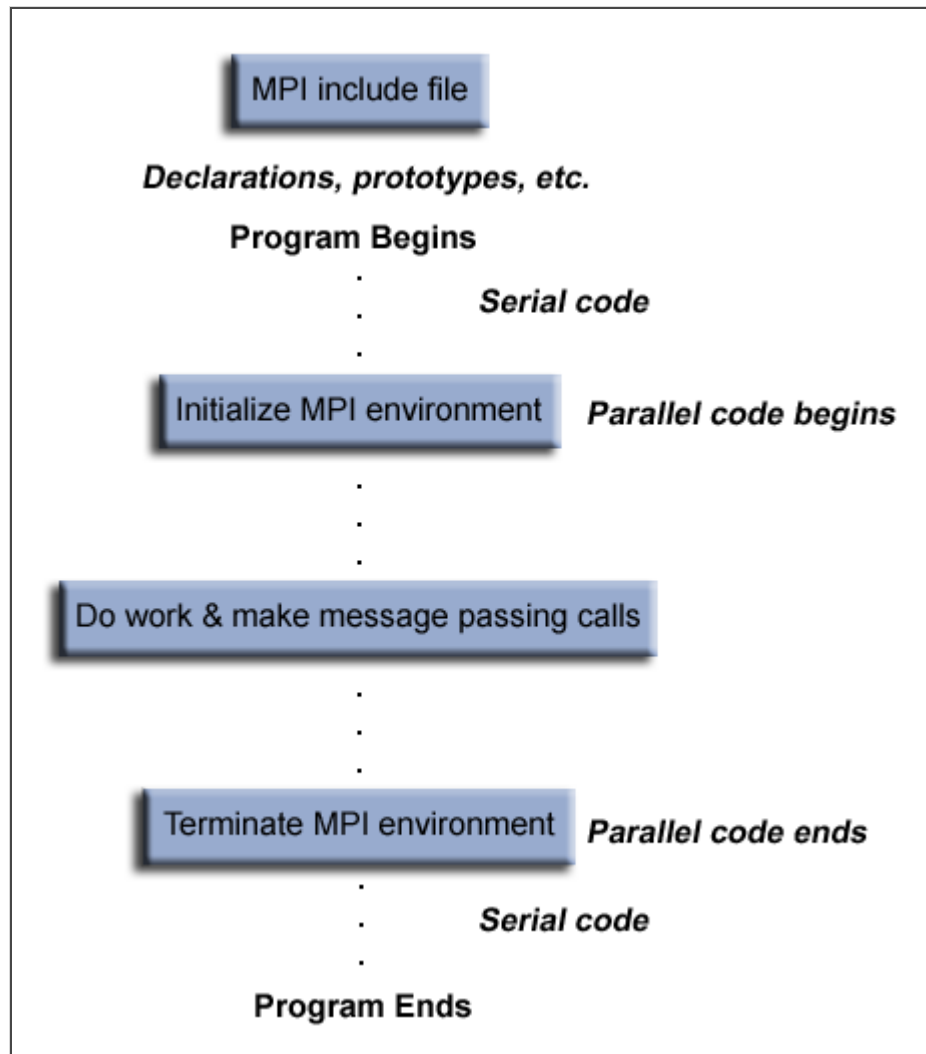 MPI include file
Declarations, prototypes, etc.
Program Begins
Serial code
Initialize MPI environment
Parallel code begins
Do work & make message passing calls
Terminate MPI environment
Parallel code ends
Serial code
Program Ends